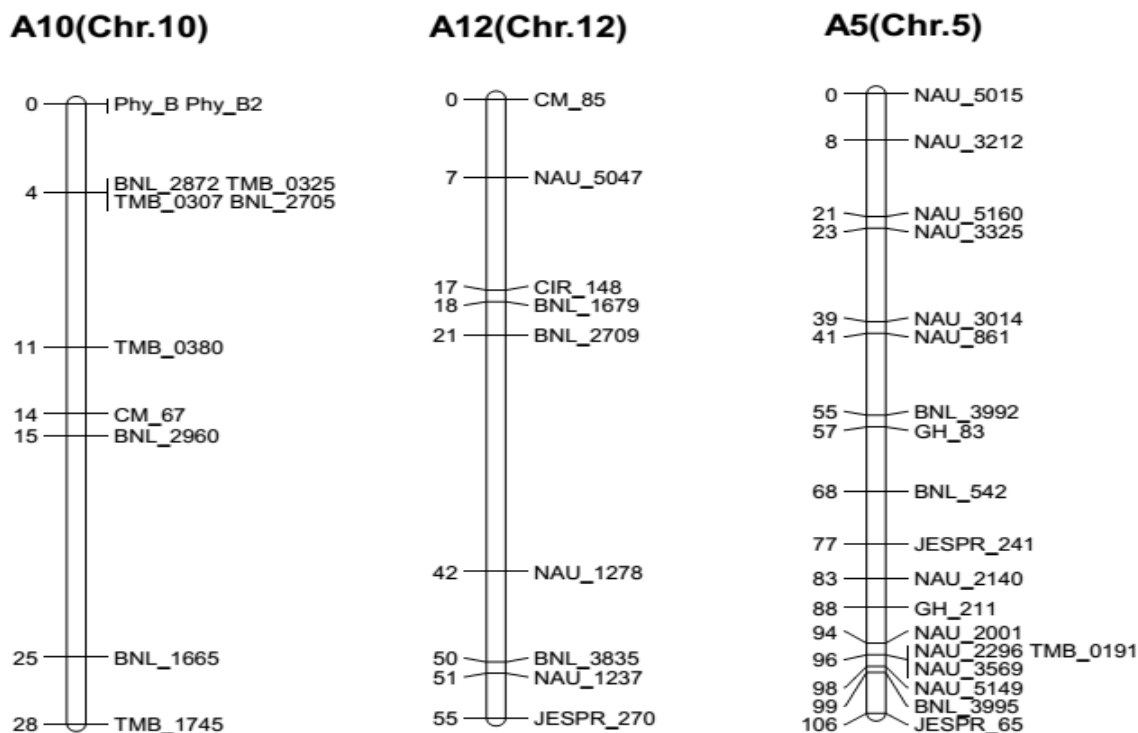 A10(Chr.10)
0 Phy_B Phy_B2
BNL_2872 TMB_0325
4 TMB_0307 BNL_2705
11 TMB_0380
14 CM_67
15 BNL_2960
25 BNL_1665
28 TMB_1745
A12(Chr.12)
0 CM_85
7 NAU_5047
17 CIR_148
18 BNL_1679
21 BNL_2709
42 NAU_1278
50 BNL_3835
51 NAU_1237
55 JESPR_270
A5(Chr.5)
0 NAU_5015
8 NAU_3212
21 NAU_5160
23 NAU_3325
39 NAU_3014
41 NAU_861
55 BNL_3992
57 GH_83
68 BNL_542
77 JESPR_241
83 NAU_2140
88 GH_211
94 NAU_2001
NAU_2296 TMB_0191
96 NAU_3569
98 NAU_5149
99 BNL_3995
106 JESPR_65